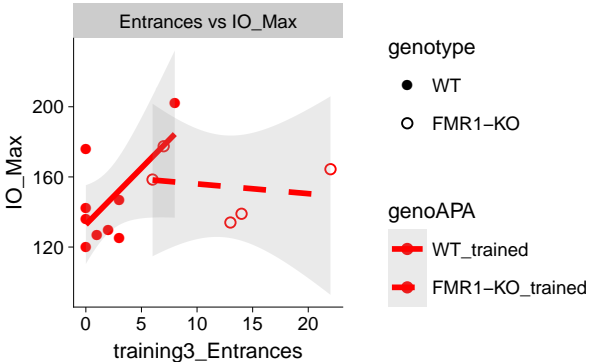 Entrances vs IO_Max
IO_Max
200
160
120
0
5
10
15
20
training3_Entrances
genotype
WT
FMR1−KO
genoAPA
WT_trained
FMR1−KO_trained